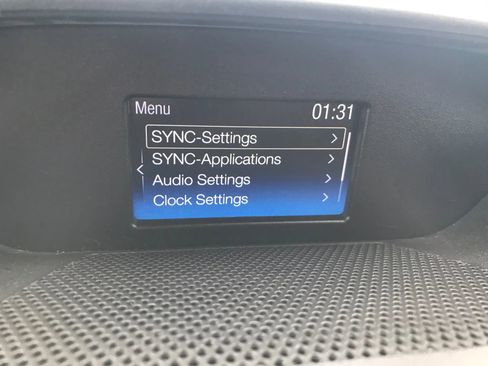 Menu 01:31
SYNC-Settings
SYNC-Applications
Audio Settings
Clock Settings